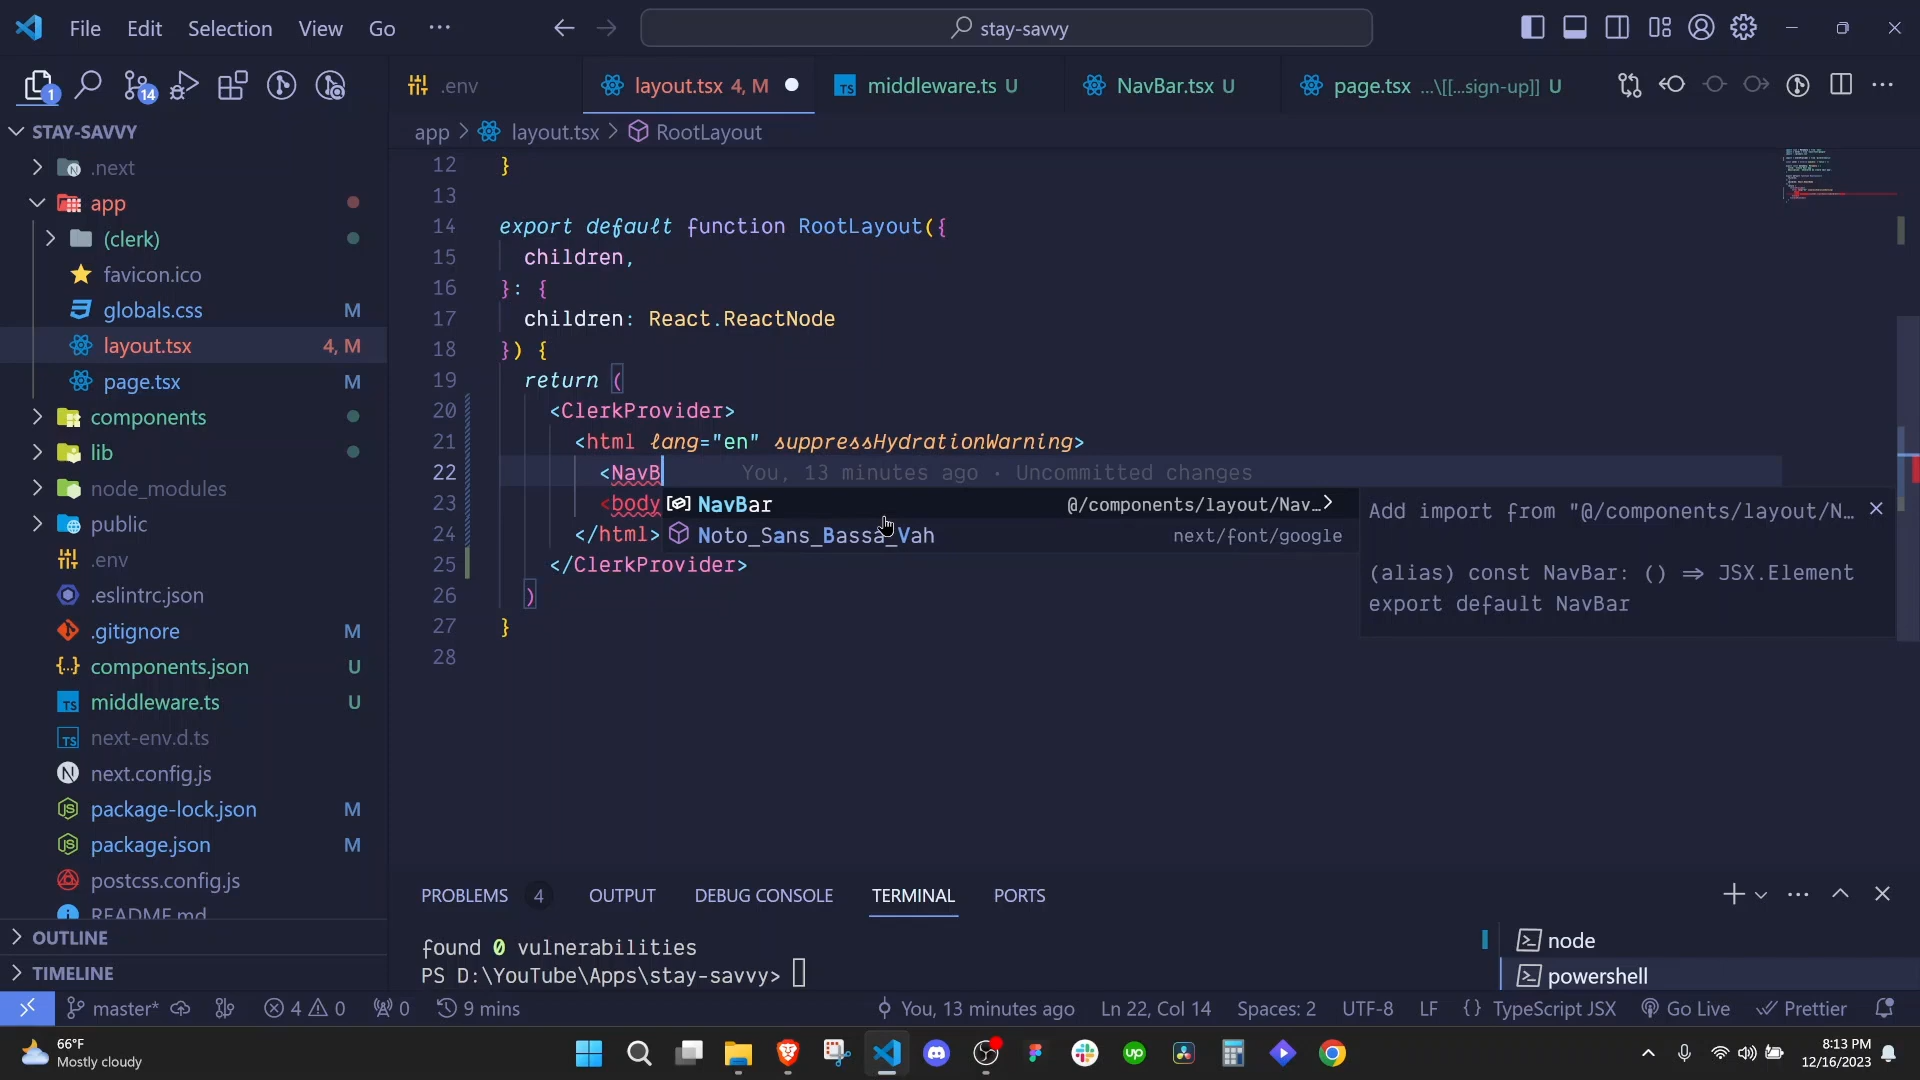 File Edit Selection View Go ···
stay-savvy
1
14
.env
layout.tsx 4, M
TS middleware.ts U
NavBar.tsx U
page.tsx ...\[[...sign-up]] U
STAY-SAVVY
app > layout.tsx > RootLayout
.next
app
(clerk)
favicon.ico
globals.css M
layout.tsx 4, M
page.tsx M
components
lib
node_modules
public
.env
.eslintrc.json
.gitignore M
components.json U
TS middleware.ts U
TS next-env.d.ts
N next.config.js
package-lock.json M
package.json M
postcss.config.js
README.md
OUTLINE
TIMELINE
12 }
13
14 export default function RootLayout({
15 children,
16 }: {
17 children: React.ReactNode
18 }) {
19 return (
20 <ClerkProvider>
21 <html lang="en" suppressHydrationWarning>
22 <NavB You, 13 minutes ago • Uncommitted changes
23 <body
24 </html>
25 </ClerkProvider>
26 )
27 }
28
NavBar @/components/layout/Nav…
Noto_Sans_Bassa_Vah next/font/google
Add import from "@/components/layout/N…
(alias) const NavBar: () ⇒ JSX.Element
export default NavBar
PROBLEMS 4 OUTPUT DEBUG CONSOLE TERMINAL PORTS
found 0 vulnerabilities
PS D:\YouTube\Apps\stay-savvy>
node
powershell
master* 4 0 0 9 mins You, 13 minutes ago Ln 22, Col 14 Spaces: 2 UTF-8 LF {} TypeScript JSX Go Live Prettier
66°F
Mostly cloudy
up
8:13 PM
12/16/2023